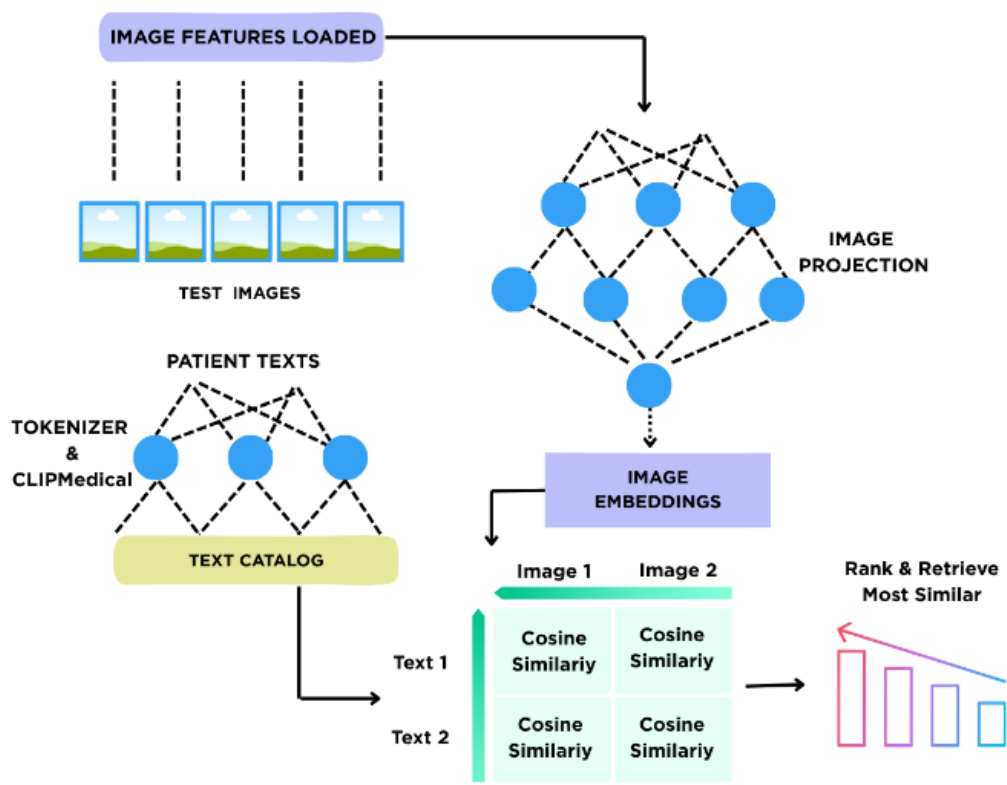 IMAGE FEATURES LOADED
TEST IMAGES
IMAGE
PROJECTION
PATIENT TEXTS
TOKENIZER
&
CLIPMedical
TEXT CATALOG
IMAGE
EMBEDDINGS
Image 1
Image 2
Text 1
Cosine
Similariy
Cosine
Similariy
Text 2
Cosine
Similariy
Cosine
Similariy
Rank & Retrieve
Most Similar